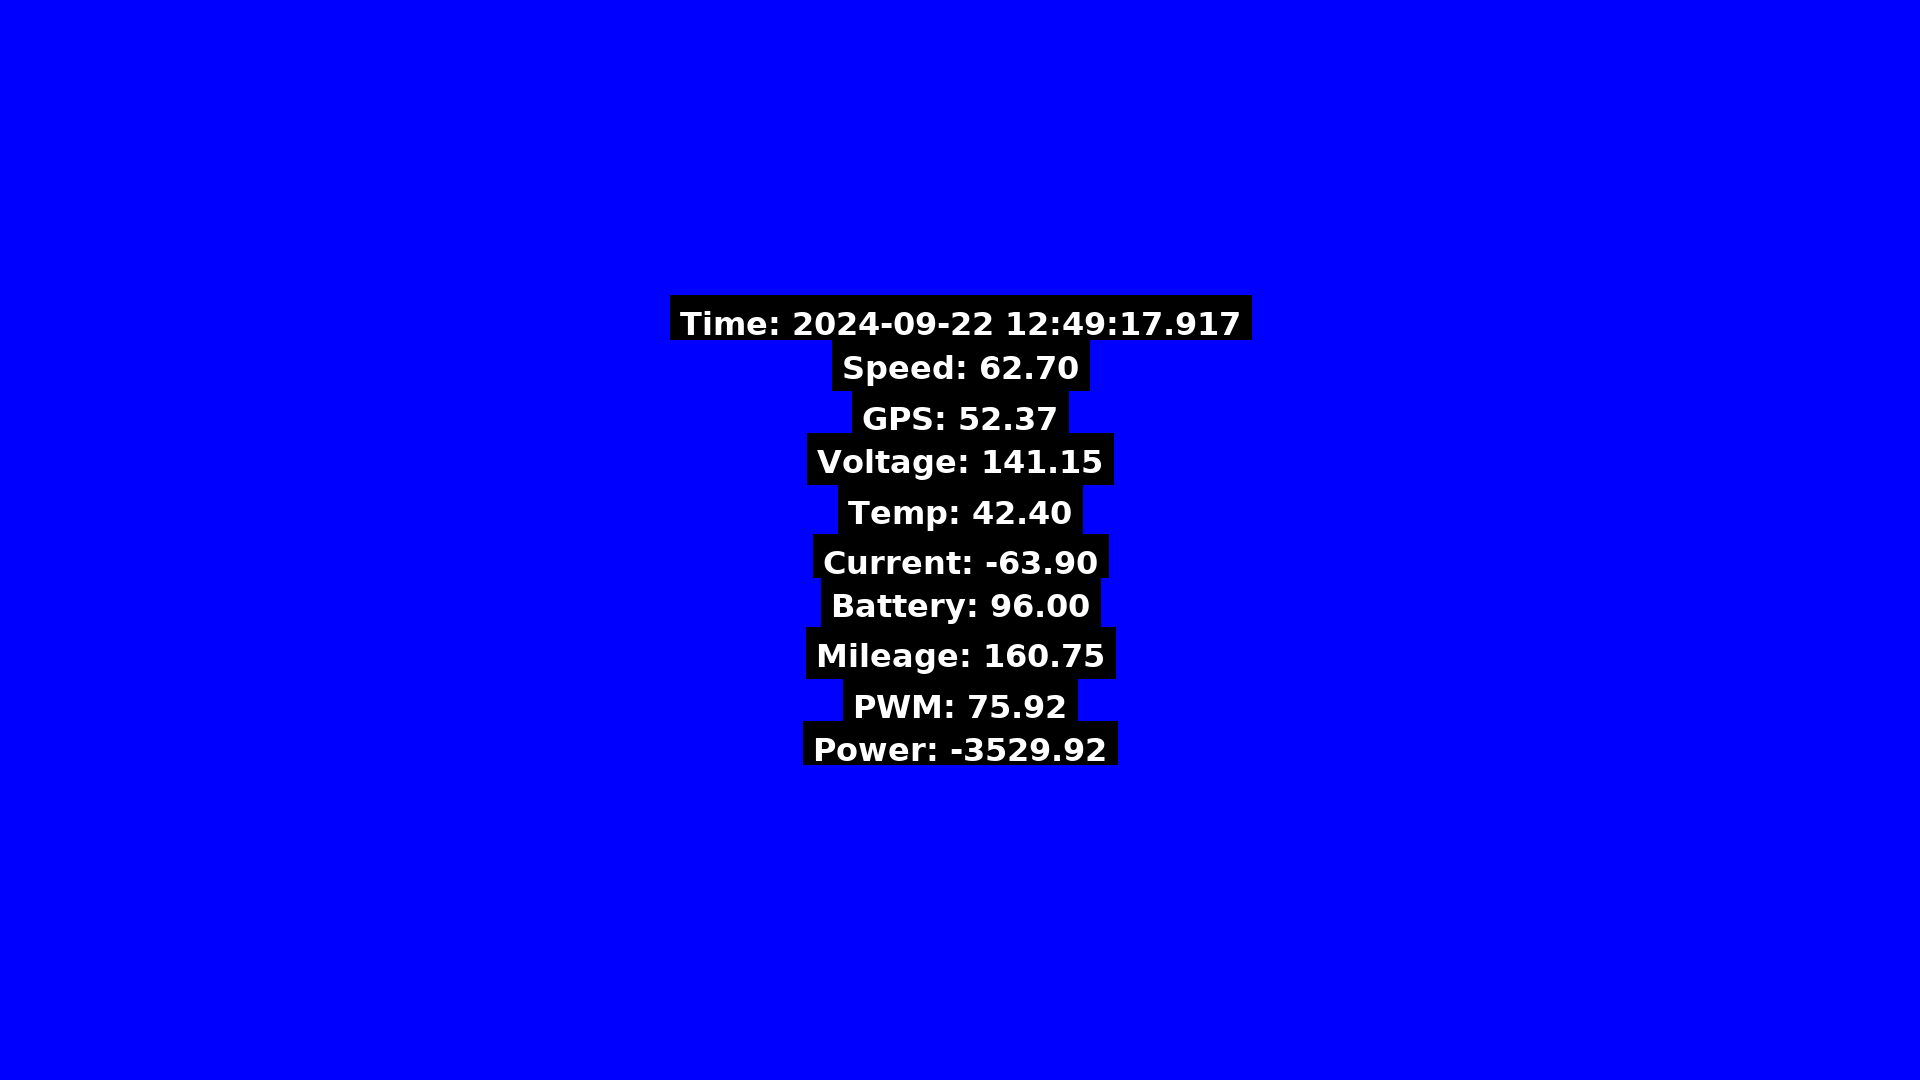 Time: 2024-09-22 12:49:17.917
Speed: 62.70
GPS: 52.37
Voltage: 141.15
Temp: 42.40
Current: -63.90
Battery: 96.00
Mileage: 160.75
PWM: 75.92
Power: -3529.92